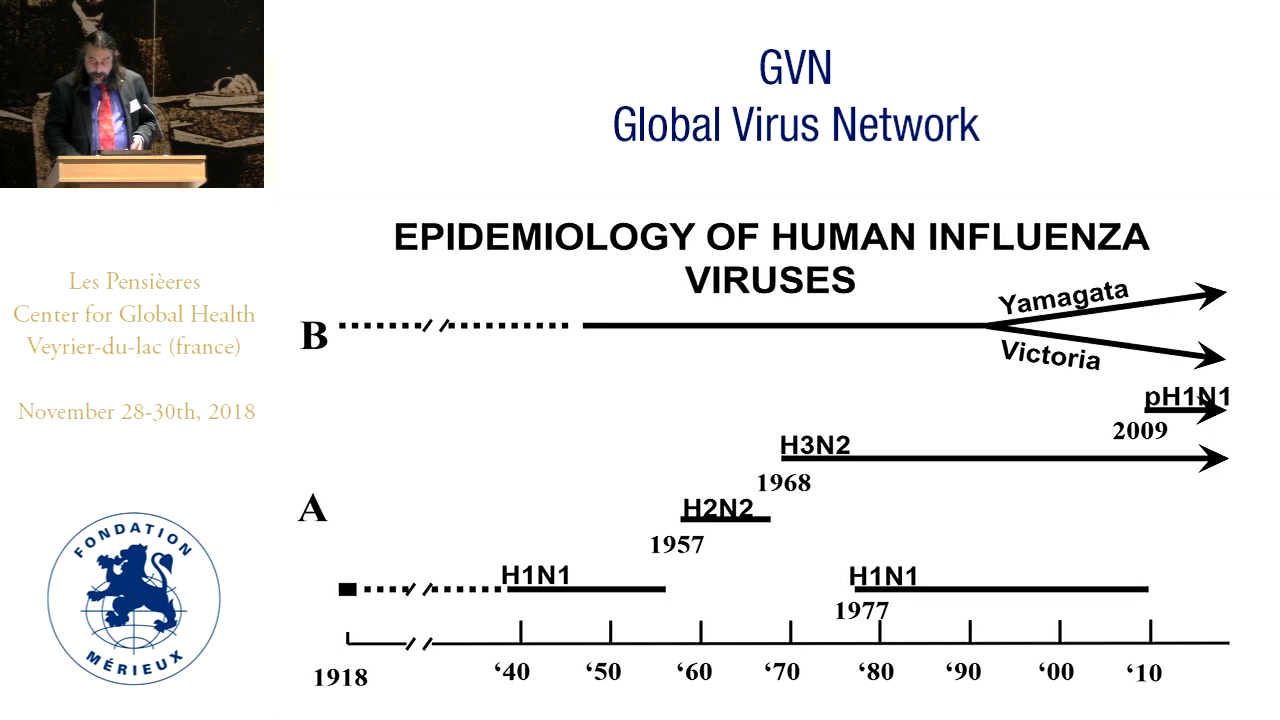 GVN
Global Virus Network
EPIDEMIOLOGY OF HUMAN INFLUENZA
VIRUSES
Les Pensièeres
Center for Global Health
Veyrier-du-lac (france)
November 28-30th, 2018
B
Yamagata
Victoria
pH1N1
2009
H3N2
1968
A
H2N2
1957
H1N1
H1N1
1977
1918
‘40
‘50
‘60
‘70
‘80
‘90
‘00
‘10
FONDATION
MÉRIEUX